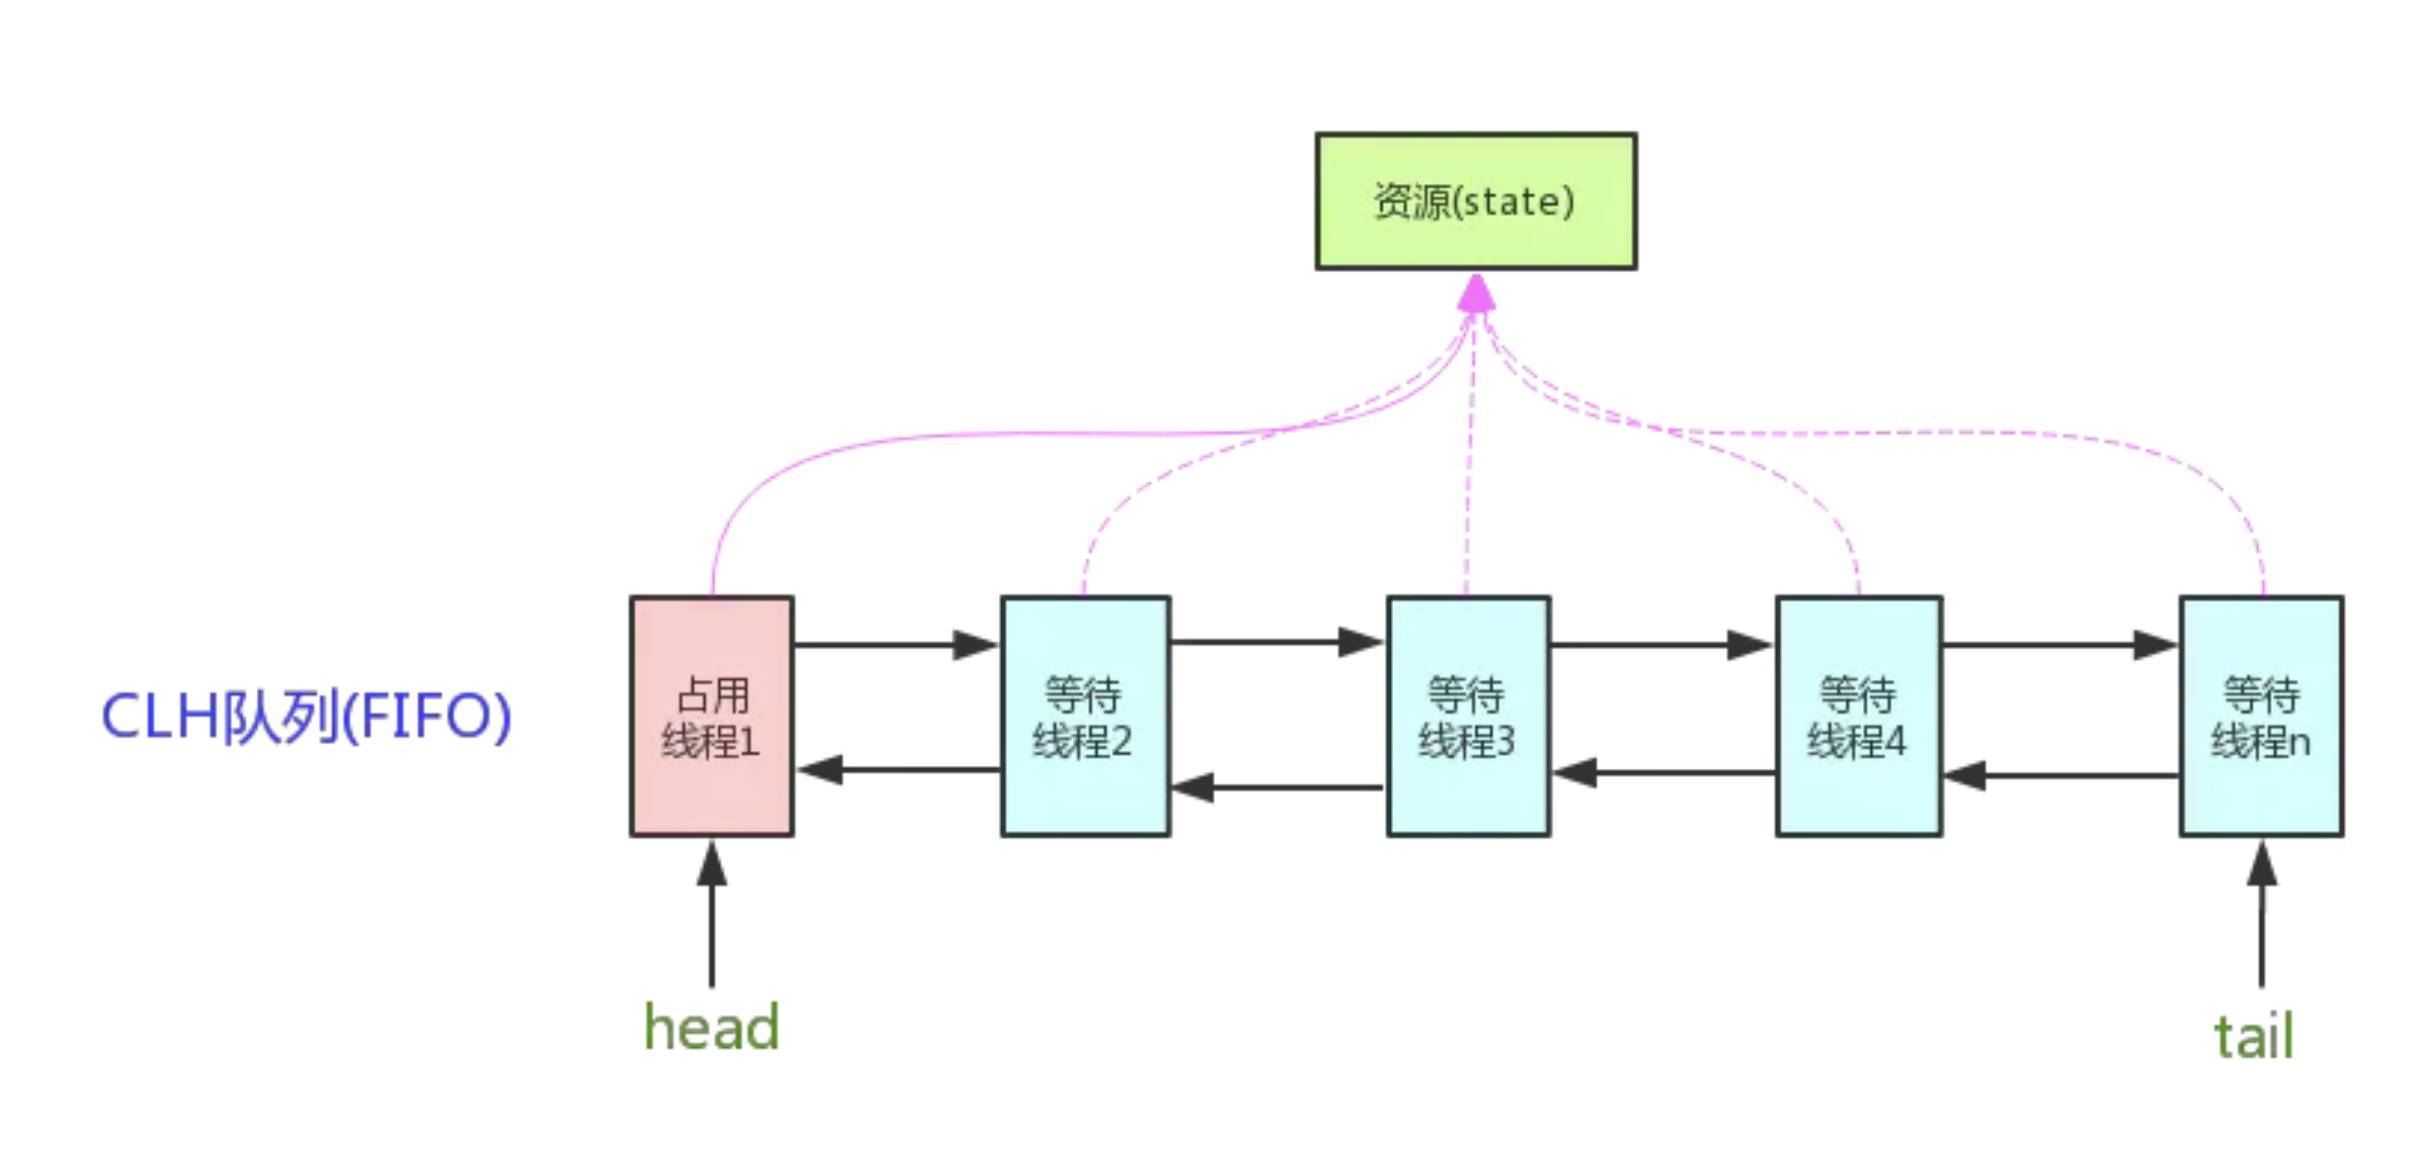 资源(state)
CLH队列(FIFO)
占用
线程1
等待
线程2
等待
线程3
等待
线程4
等待
线程n
head
tail